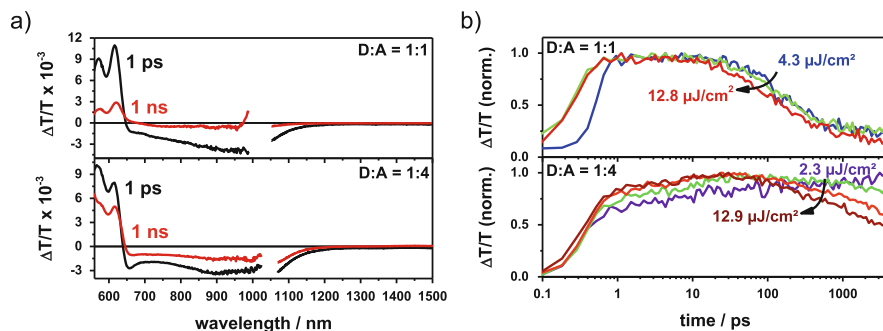 a)
D:A = 1:1
1 ps
1 ns
ΔT/T x 10⁻³
12
9
6
3
0
-3
D:A = 1:4
1 ps
1 ns
ΔT/T x 10⁻³
9
6
3
0
-3
600 700 800 900 1000 1100 1200 1300 1400 1500
wavelength / nm
b)
D:A = 1:1
4.3 µJ/cm²
12.8 µJ/cm²
ΔT/T (norm.)
1.0
0.5
0.0
D:A = 1:4
2.3 µJ/cm²
12.9 µJ/cm²
ΔT/T (norm.)
1.0
0.5
0.0
0.1 1 10 100 1000
time / ps